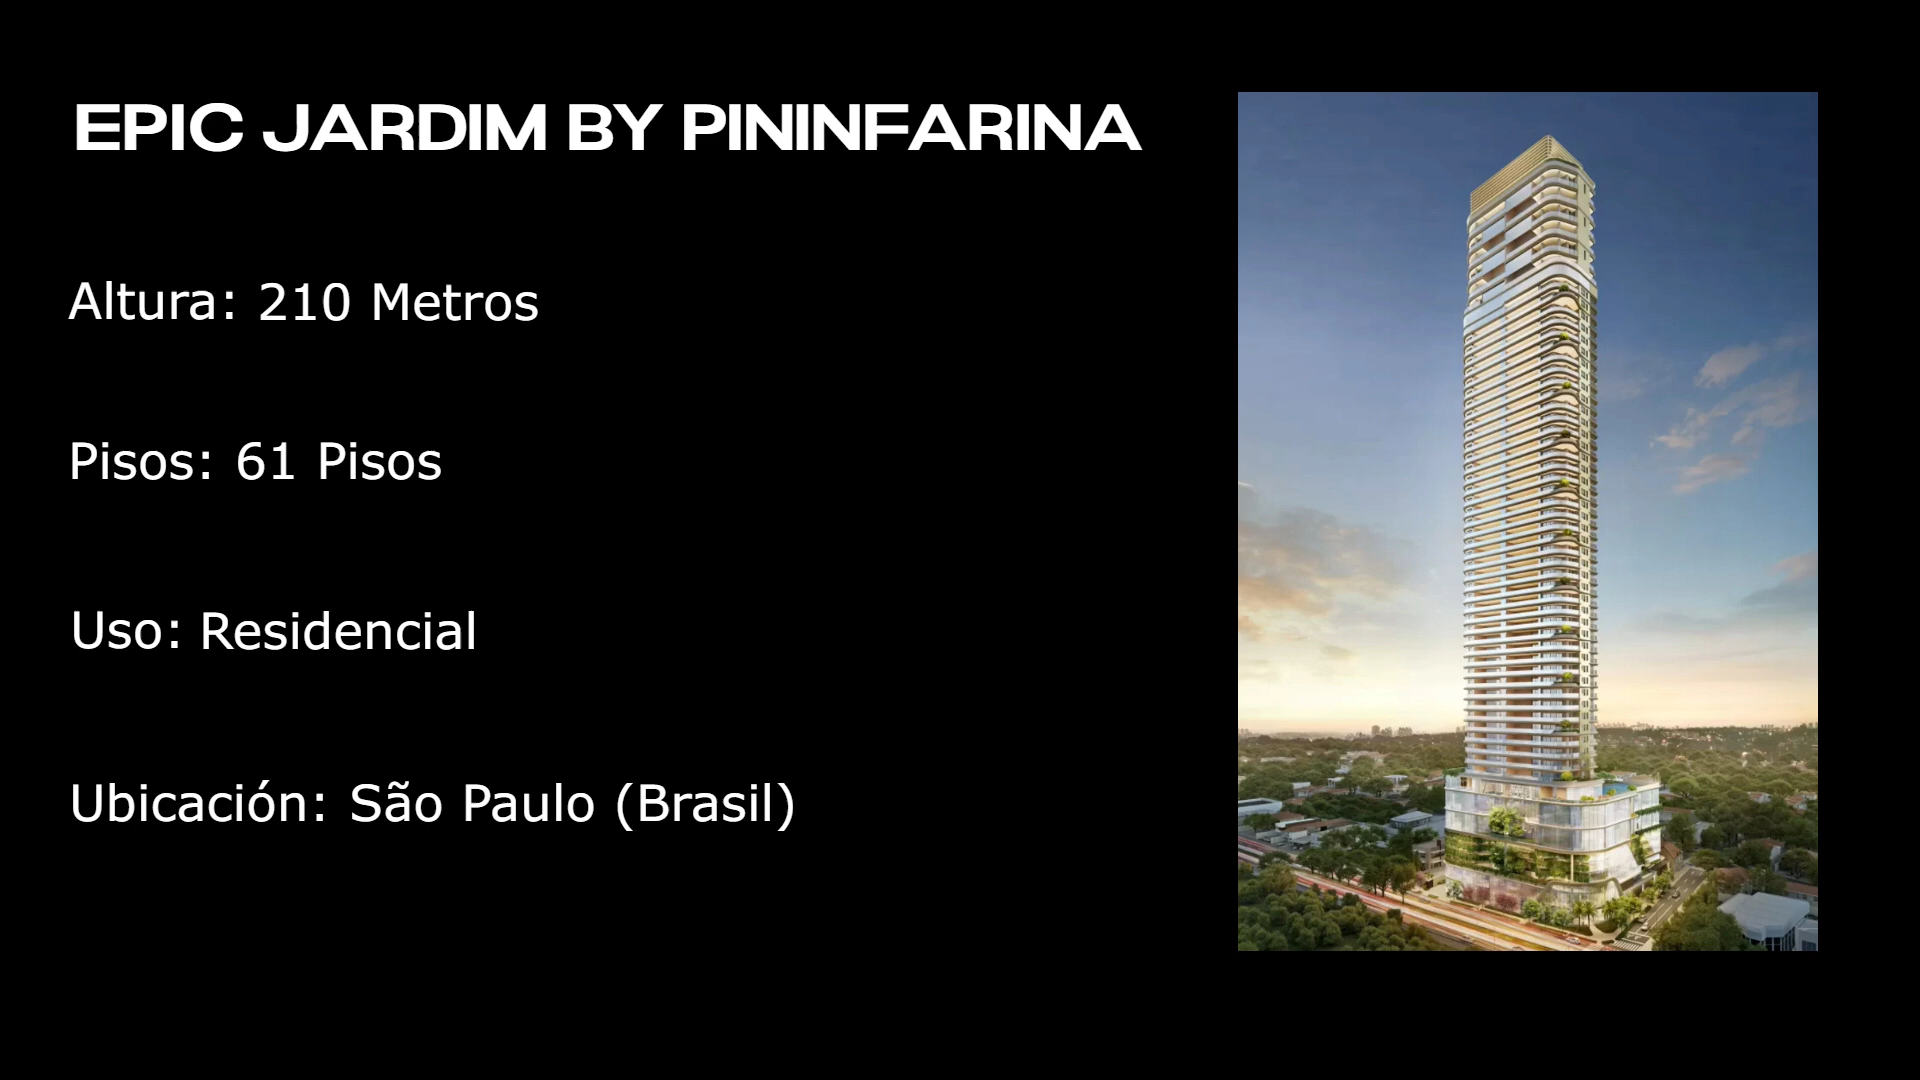 EPIC JARDIM BY PININFARINA
Altura: 210 Metros
Pisos: 61 Pisos
Uso: Residencial
Ubicación: São Paulo (Brasil)